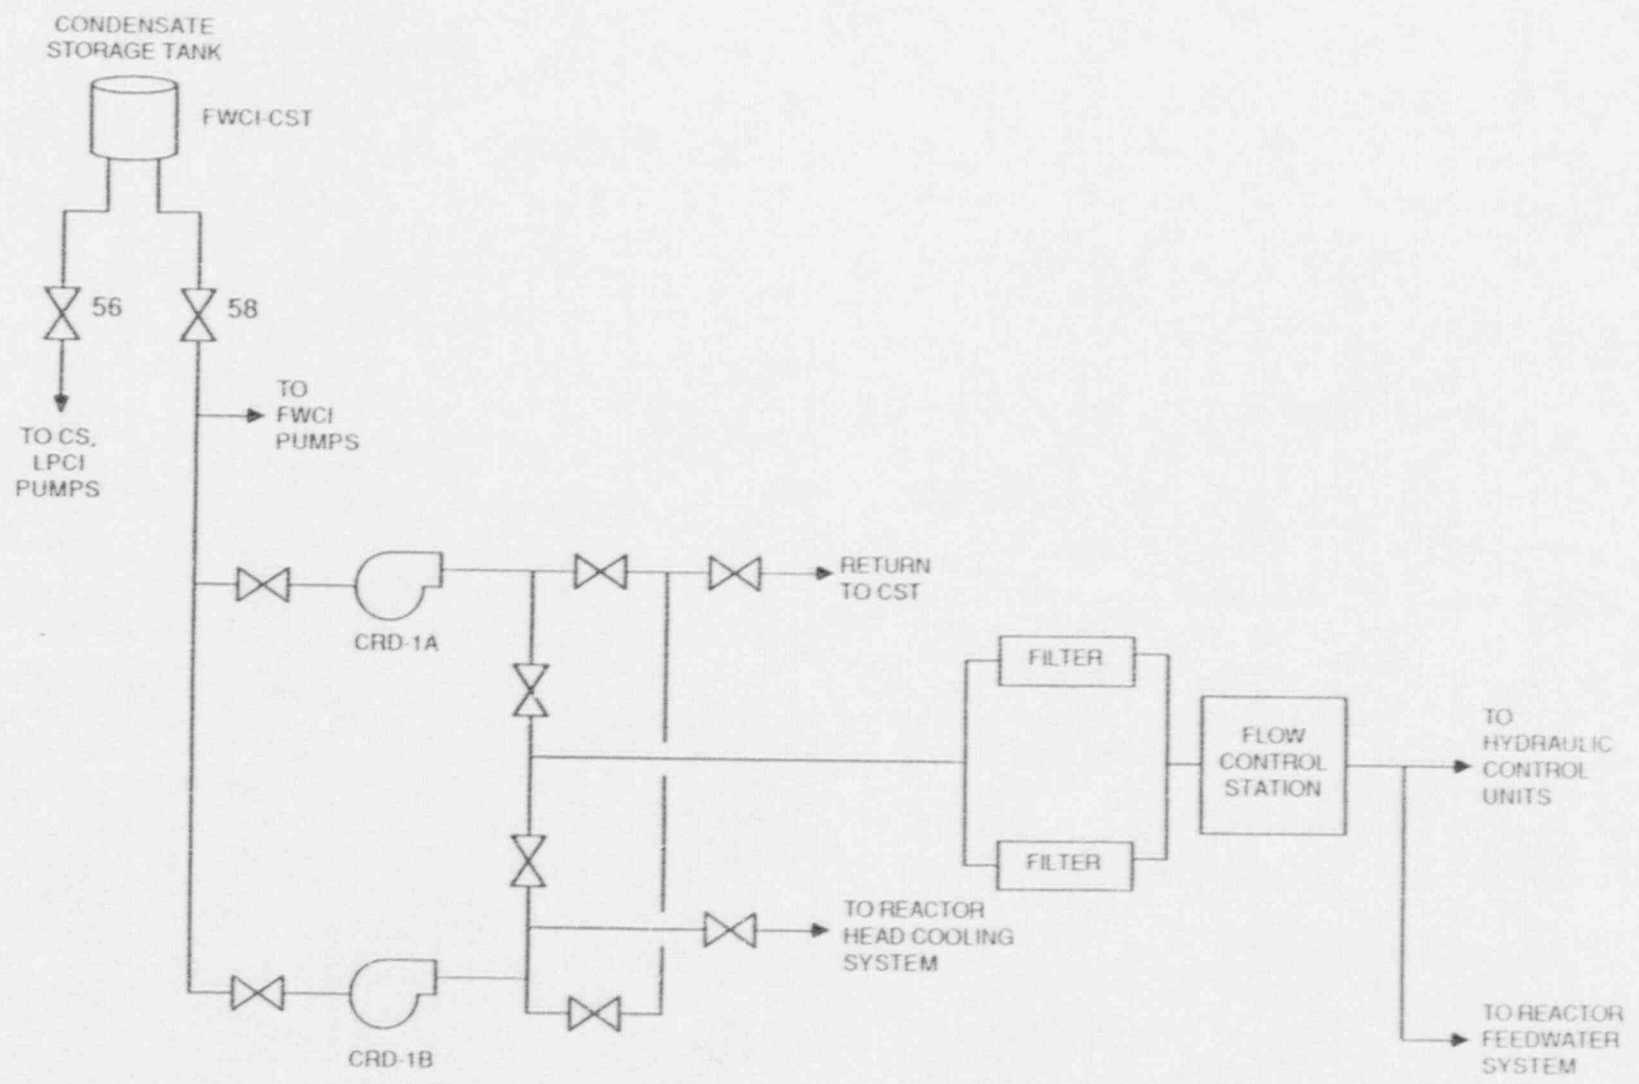 CONDENSATE
STORAGE TANK
FWCI-CST
56
58
TO
FWCI
PUMPS
TO CS,
LPCI
PUMPS
RETURN
TO CST
CRD-1A
FILTER
FLOW
CONTROL
STATION
TO
HYDRAULIC
CONTROL
UNITS
FILTER
TO REACTOR
HEAD COOLING
SYSTEM
CRD-1B
TO REACTOR
FEEDWATER
SYSTEM